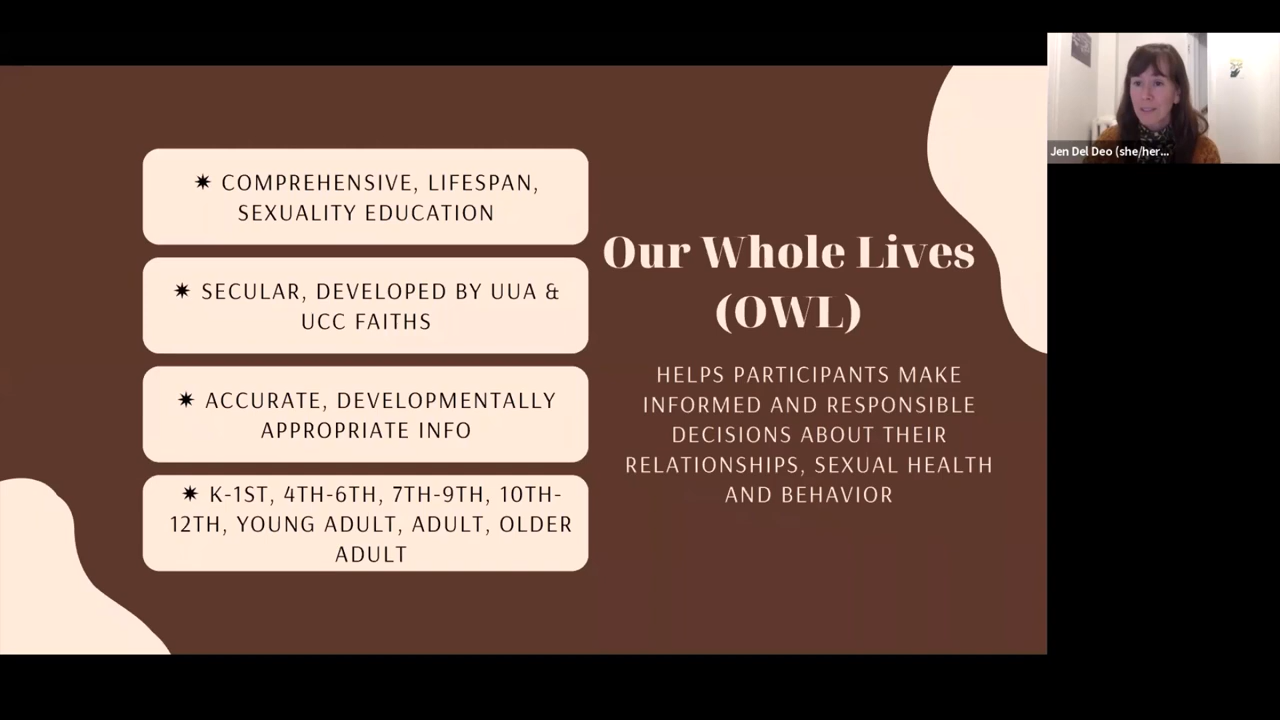 ✷ COMPREHENSIVE, LIFESPAN,
SEXUALITY EDUCATION
✷ SECULAR, DEVELOPED BY UUA &
UCC FAITHS
✷ ACCURATE, DEVELOPMENTALLY
APPROPRIATE INFO
✷ K-1ST, 4TH-6TH, 7TH-9TH, 10TH-
12TH, YOUNG ADULT, ADULT, OLDER
ADULT
Our Whole Lives
(OWL)
HELPS PARTICIPANTS MAKE
INFORMED AND RESPONSIBLE
DECISIONS ABOUT THEIR
RELATIONSHIPS, SEXUAL HEALTH
AND BEHAVIOR
Jen Del Deo (she/her...